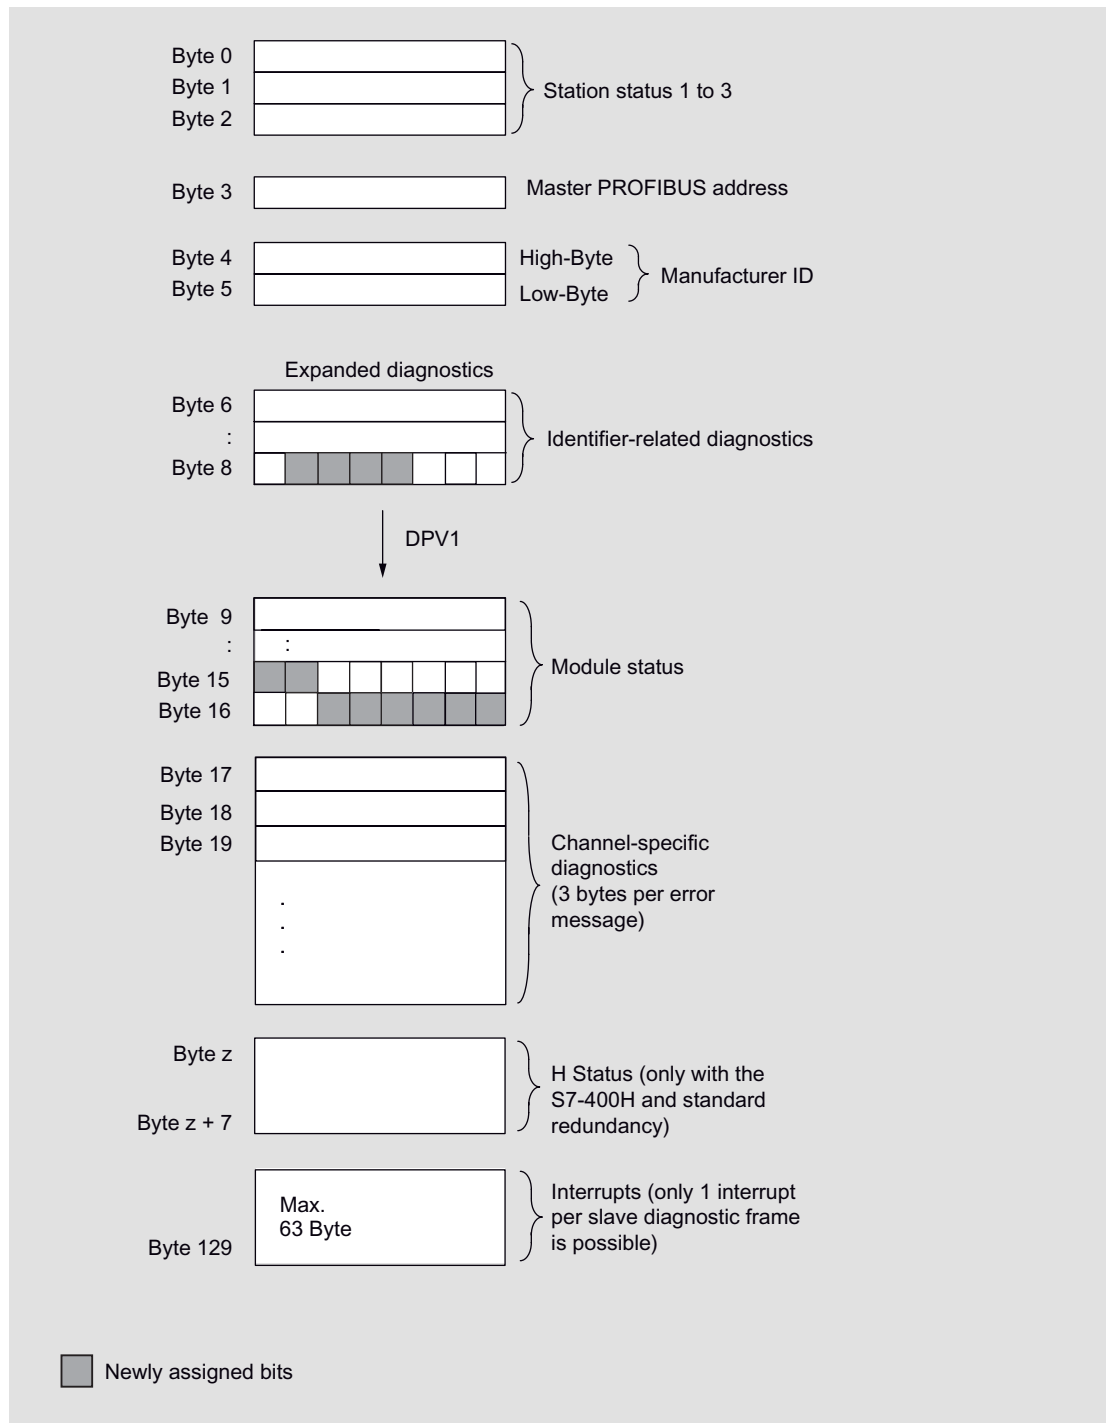 Byte 0
Byte 1
Byte 2
Station status 1 to 3
Byte 3
Master PROFIBUS address
Byte 4
High-Byte
Byte 5
Low-Byte
Manufacturer ID
Expanded diagnostics
Byte 6
:
Byte 8
Identifier-related diagnostics
DPV1
Byte 9
: :
Byte 15
Byte 16
Module status
Byte 17
Byte 18
Byte 19
.
.
.
Channel-specific
diagnostics
(3 bytes per error
message)
Byte z
Byte z + 7
H Status (only with the
S7-400H and standard
redundancy)
Max.
63 Byte
Byte 129
Interrupts (only 1 interrupt
per slave diagnostic frame
is possible)
Newly assigned bits